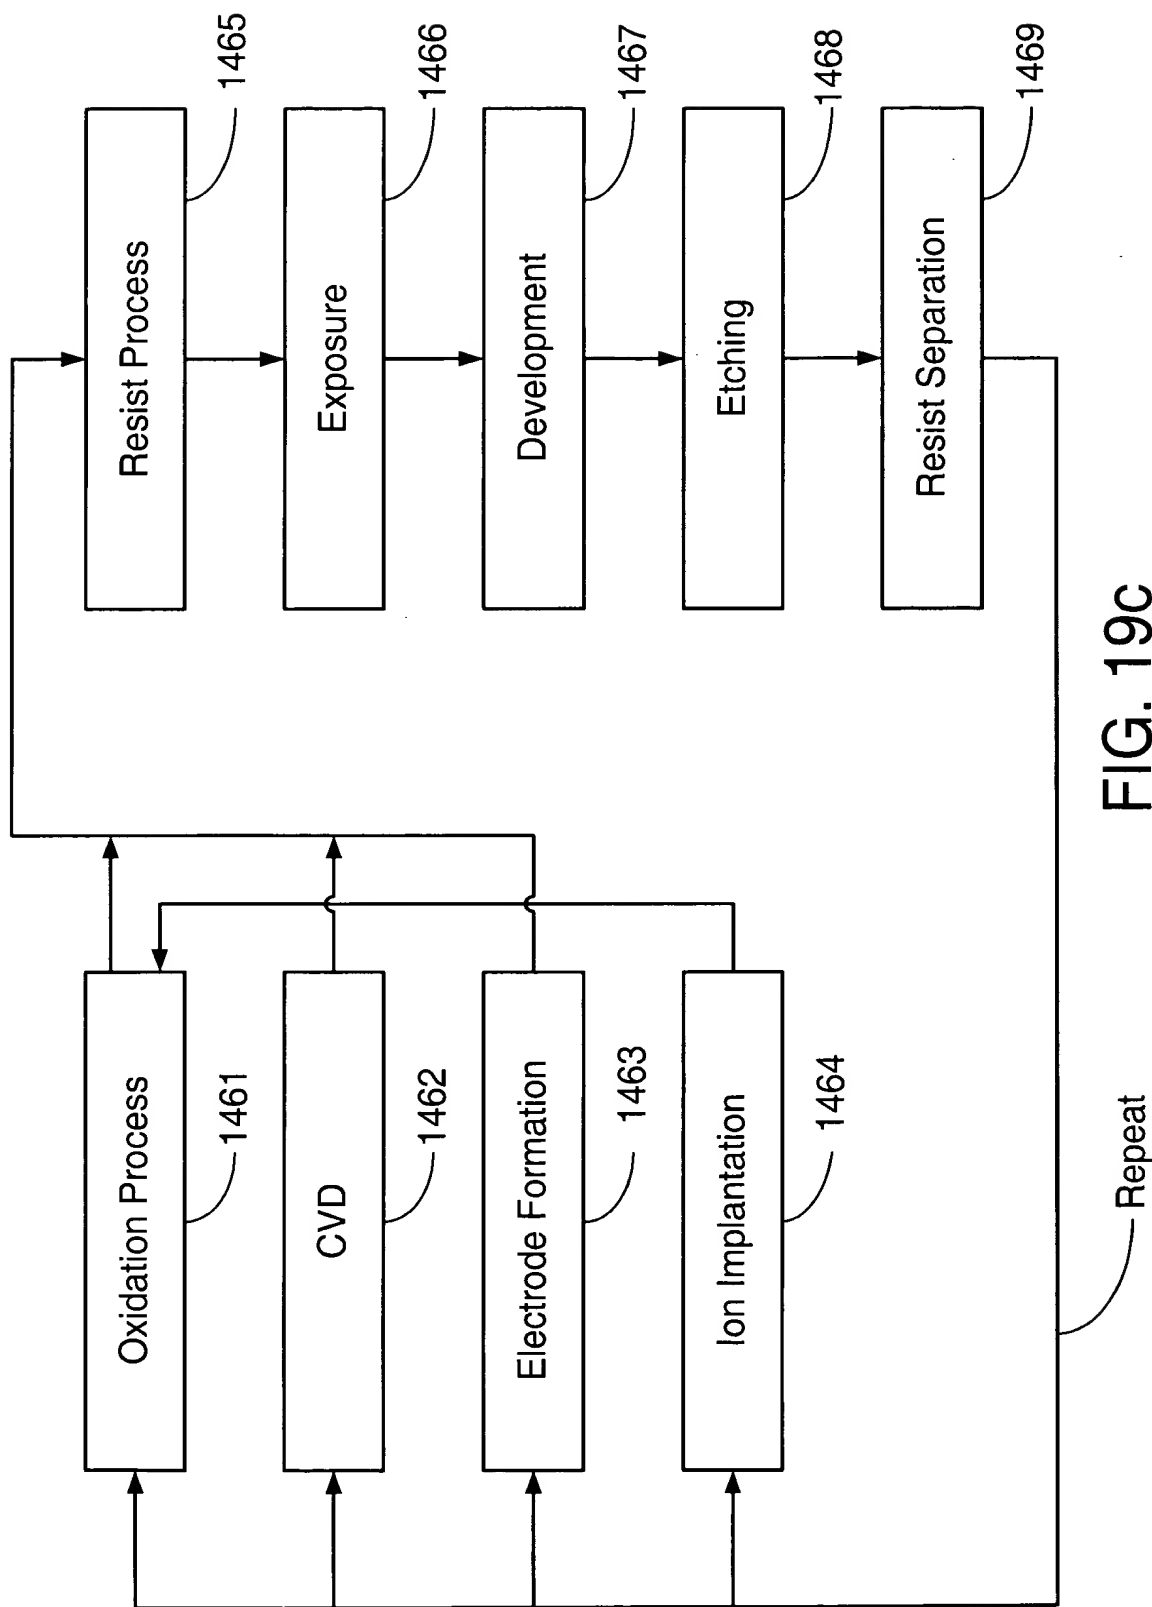 Oxidation Process
1461
CVD
1462
Electrode Formation
1463
Ion Implantation
1464
Resist Process
1465
Exposure
1466
Development
1467
Etching
1468
Resist Separation
1469
Repeat
FIG. 19c